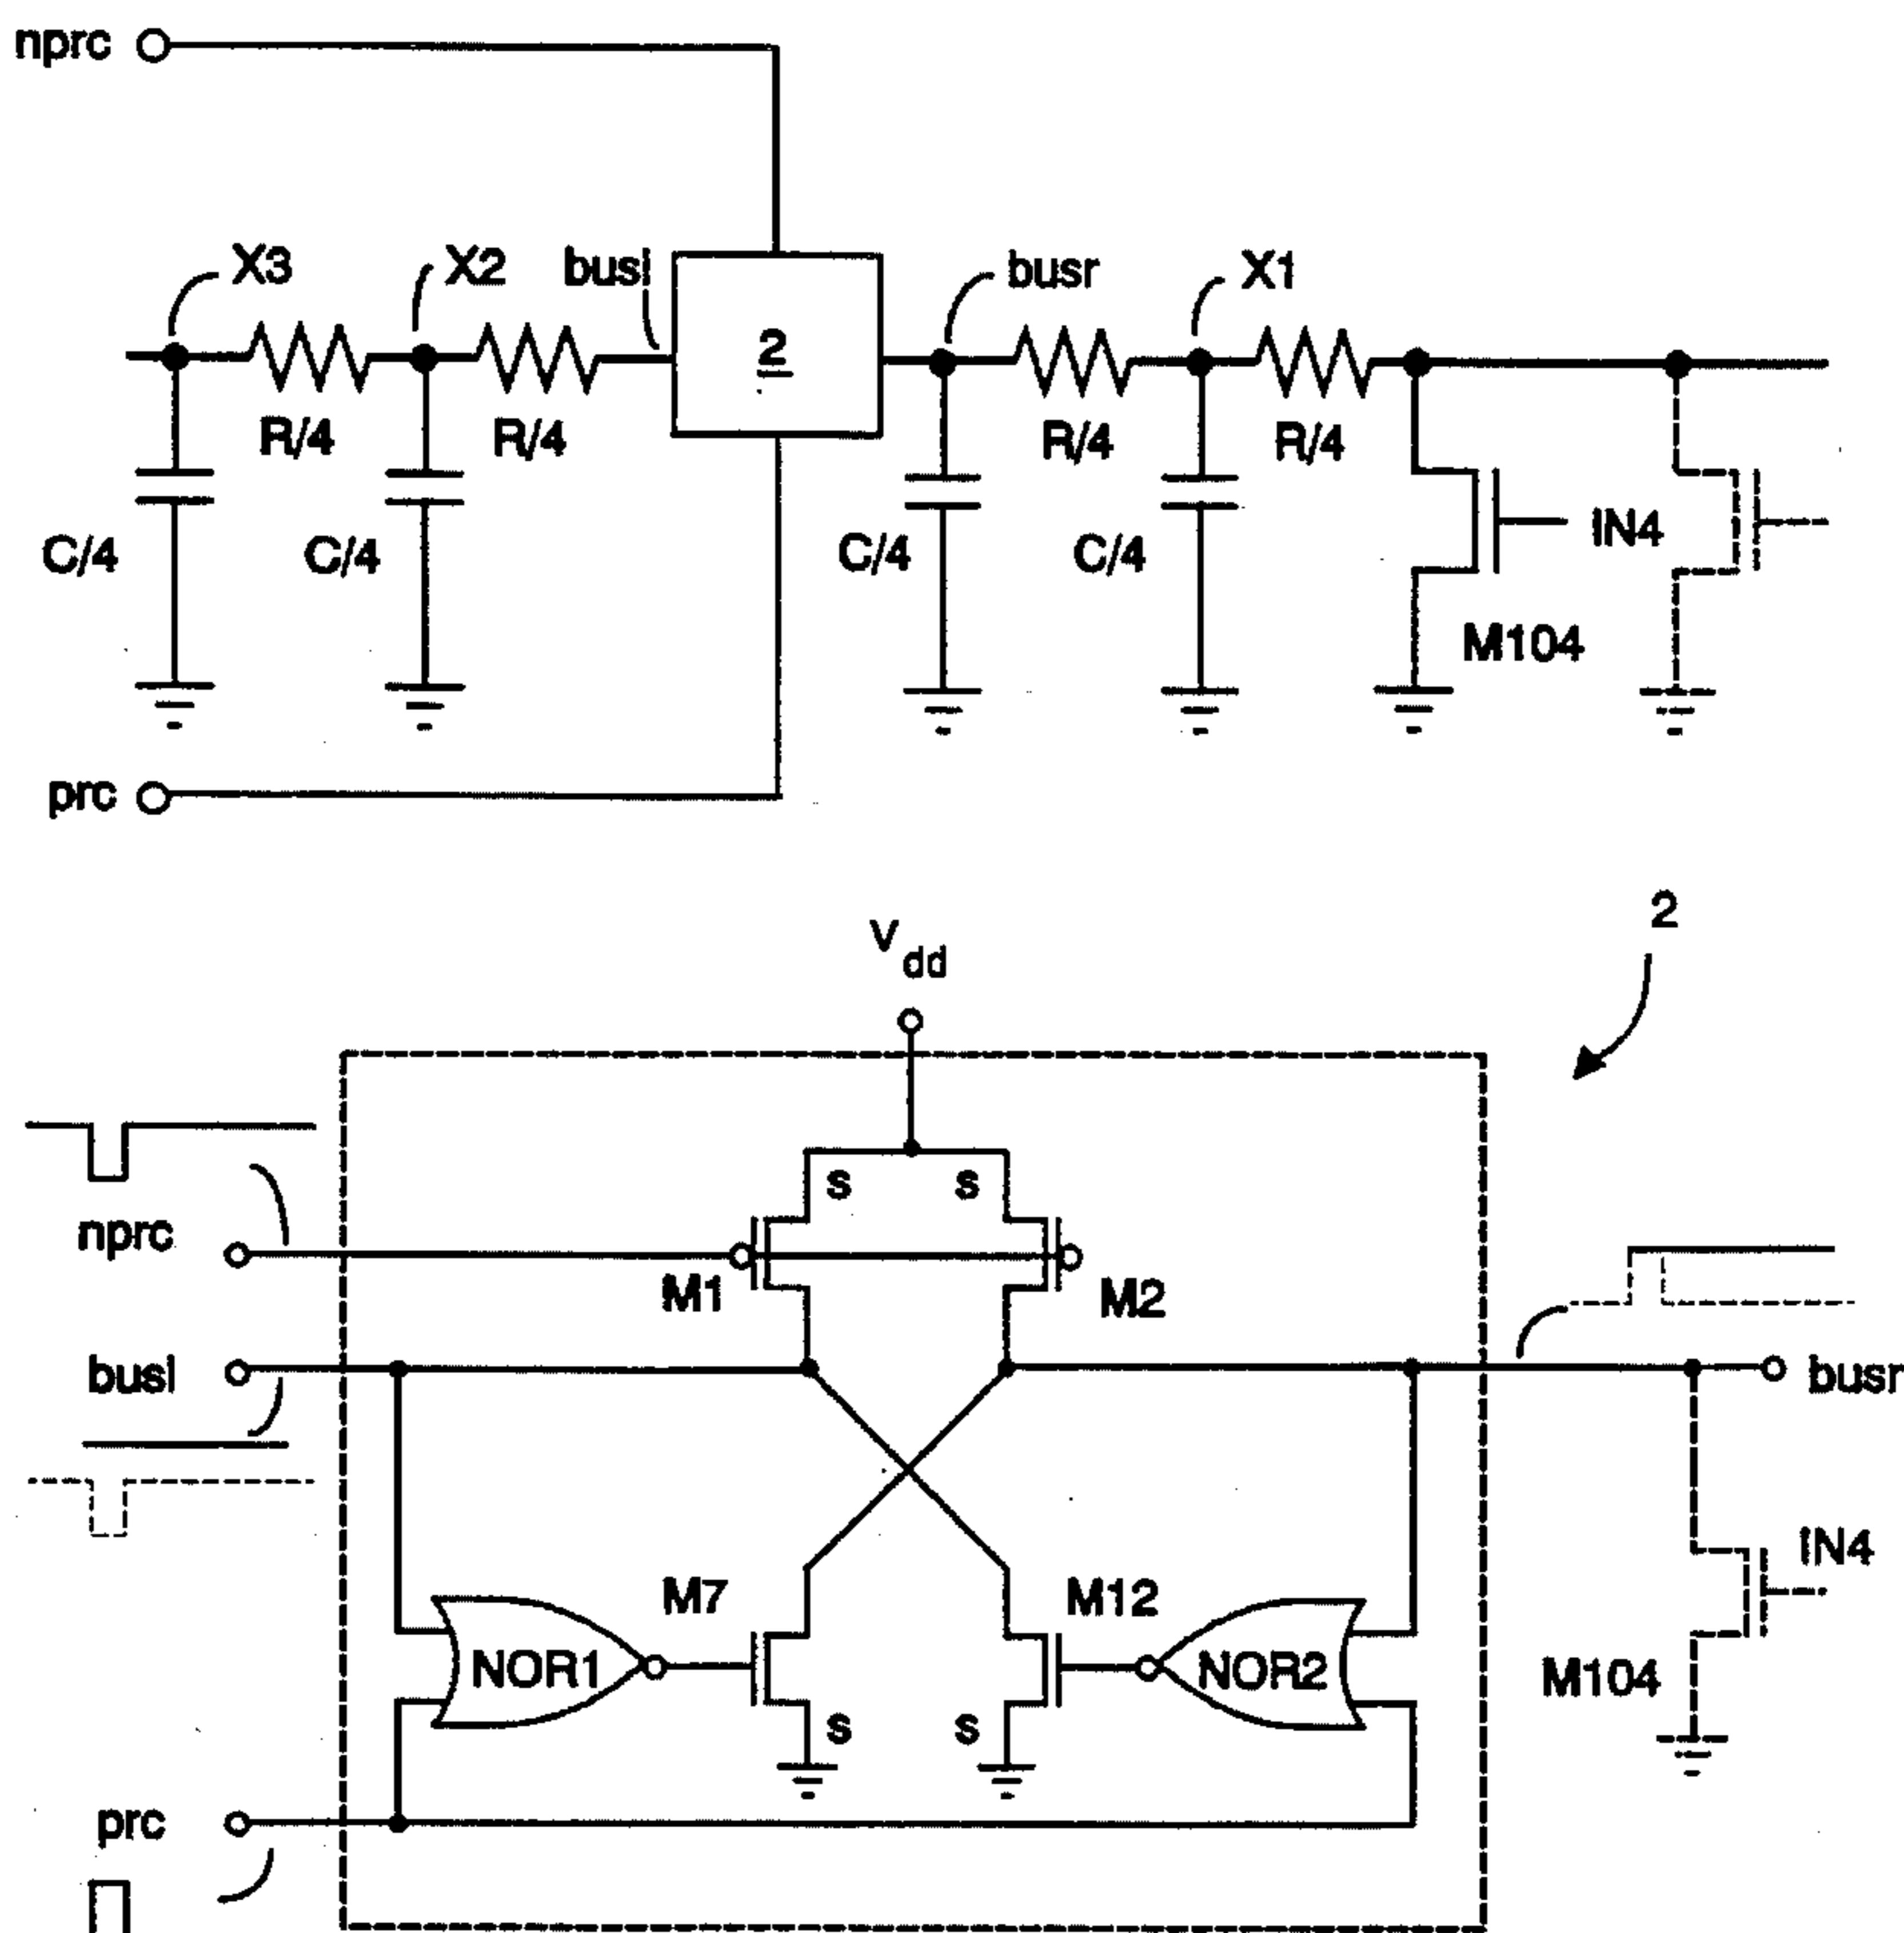 nprc
X3
X2
busl
busr
X1
2
R/4
R/4
R/4
R/4
C/4
C/4
C/4
C/4
IN4
M104
prc
2
Vdd
s
s
nprc
M1
M2
busl
busr
M7
M12
IN4
NOR1
NOR2
M104
s
s
prc